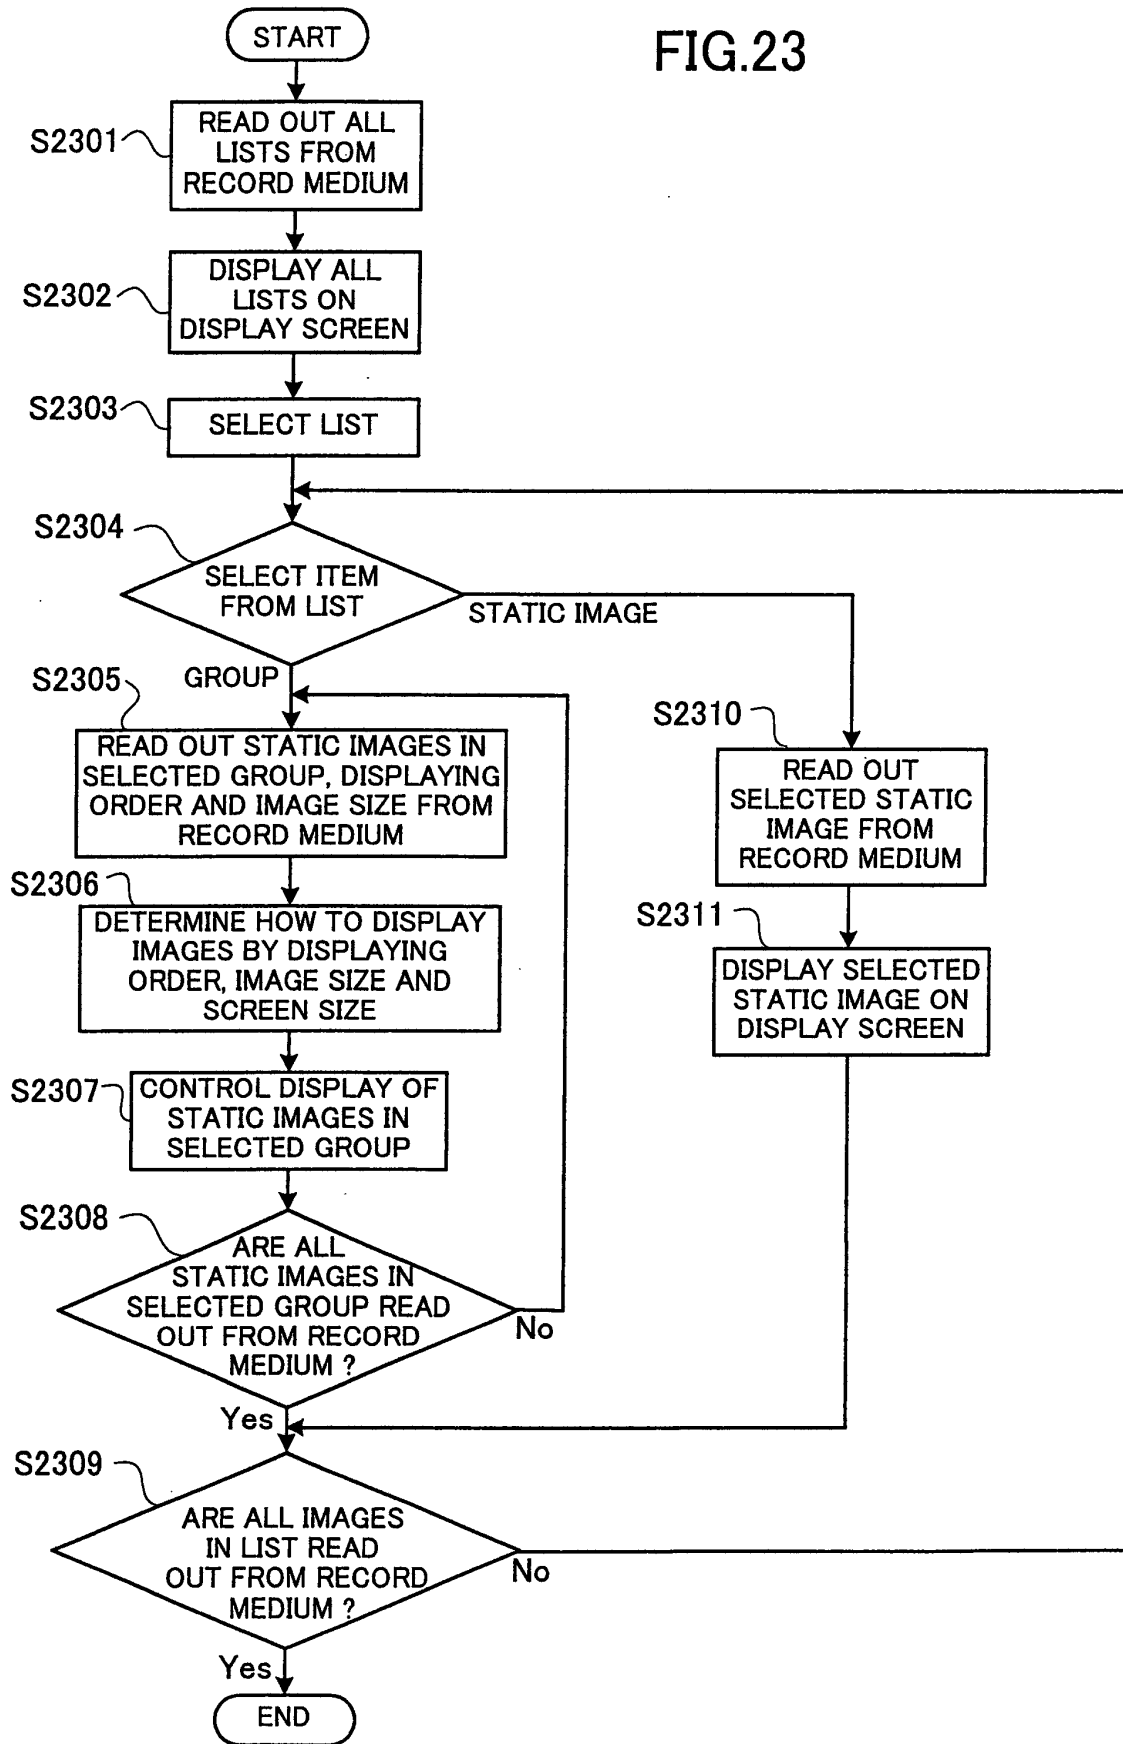 START
FIG.23
S2301
READ OUT ALL
LISTS FROM
RECORD MEDIUM
S2302
DISPLAY ALL
LISTS ON
DISPLAY SCREEN
S2303
SELECT LIST
S2304
SELECT ITEM
FROM LIST
STATIC IMAGE
GROUP
S2305
READ OUT STATIC IMAGES IN
SELECTED GROUP, DISPLAYING
ORDER AND IMAGE SIZE FROM
RECORD MEDIUM
S2310
READ OUT
SELECTED STATIC
IMAGE FROM
RECORD MEDIUM
S2306
DETERMINE HOW TO DISPLAY
IMAGES BY DISPLAYING
ORDER, IMAGE SIZE AND
SCREEN SIZE
S2311
DISPLAY SELECTED
STATIC IMAGE ON
DISPLAY SCREEN
S2307
CONTROL DISPLAY OF
STATIC IMAGES IN
SELECTED GROUP
S2308
ARE ALL
STATIC IMAGES IN
SELECTED GROUP READ
OUT FROM RECORD
MEDIUM ?
No
Yes
S2309
ARE ALL IMAGES
IN LIST READ
OUT FROM RECORD
MEDIUM ?
No
Yes
END